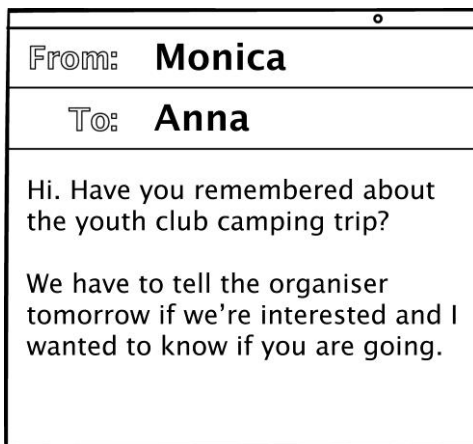 From: Monica
To: Anna
Hi. Have you remembered about
the youth club camping trip?
We have to tell the organiser
tomorrow if we’re interested and I
wanted to know if you are going.